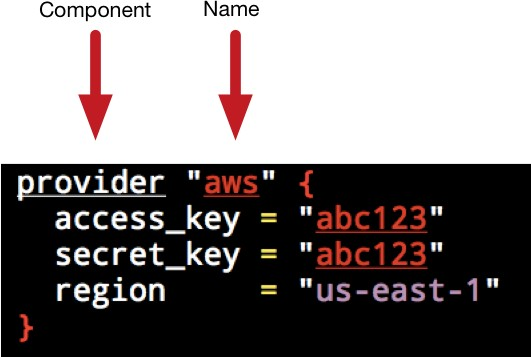 Component Name
provider "aws" {
access_key = "abc123"
secret_key = "abc123"
region = "us-east-1"
}